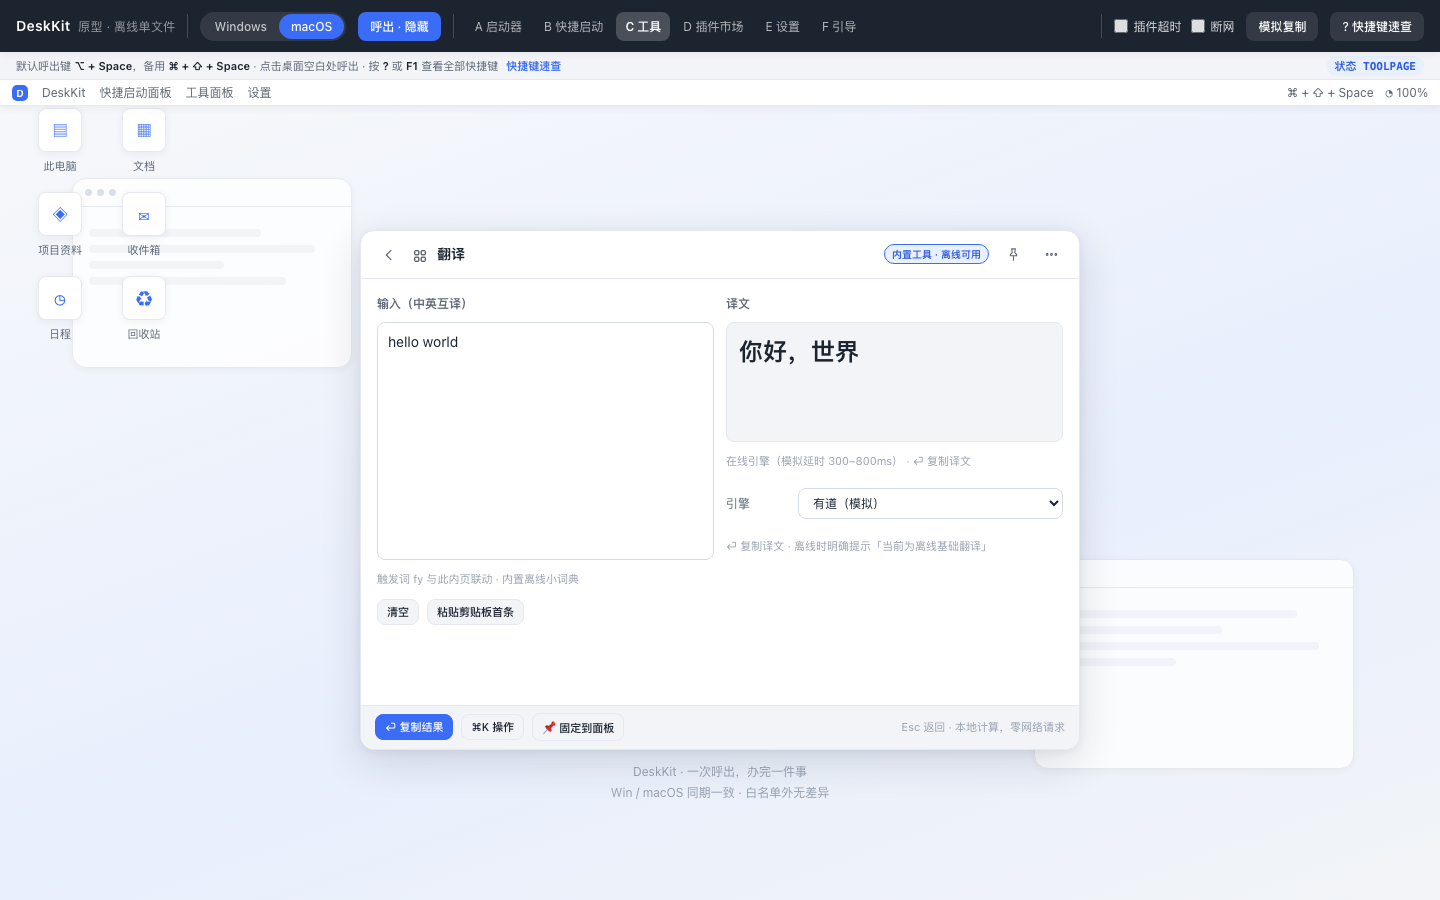 DeskKit 原型 · 离线单文件 Windows macOS 呼出 · 隐藏 A 启动器 B 快捷启动 C 工具 D 插件市场 E 设置 F 引导 插件超时 断网 模拟复制 ? 快捷键速查
默认呼出键 ⌥ + Space，备用 ⌘ + ⇧ + Space · 点击桌面空白处呼出 · 按 ? 或 F1 查看全部快捷键 快捷键速查 状态 TOOLPAGE
D DeskKit 快捷启动面板 工具面板 设置 ⌘ + ⇧ + Space ◔ 100%
此电脑 文档
项目资料 收件箱
日程 回收站
翻译 内置工具 · 离线可用
输入（中英互译） 译文
hello world
你好，世界
在线引擎（模拟延时 300–800ms） · ⏎ 复制译文
引擎 有道（模拟）
⏎ 复制译文 · 离线时明确提示「当前为离线基础翻译」
触发词 fy 与此内页联动 · 内置离线小词典
清空 粘贴剪贴板首条
⏎ 复制结果 ⌘K 操作 📌 固定到面板 Esc 返回 · 本地计算，零网络请求
DeskKit · 一次呼出，办完一件事
Win / macOS 同期一致 · 白名单外无差异